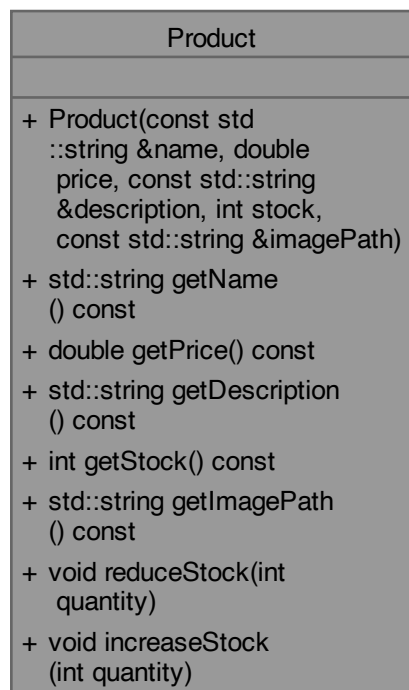 Product
+ Product(const std
::string &name, double
price, const std::string
&description, int stock,
const std::string &imagePath)
+ std::string getName
() const
+ double getPrice() const
+ std::string getDescription
() const
+ int getStock() const
+ std::string getImagePath
() const
+ void reduceStock(int
quantity)
+ void increaseStock
(int quantity)